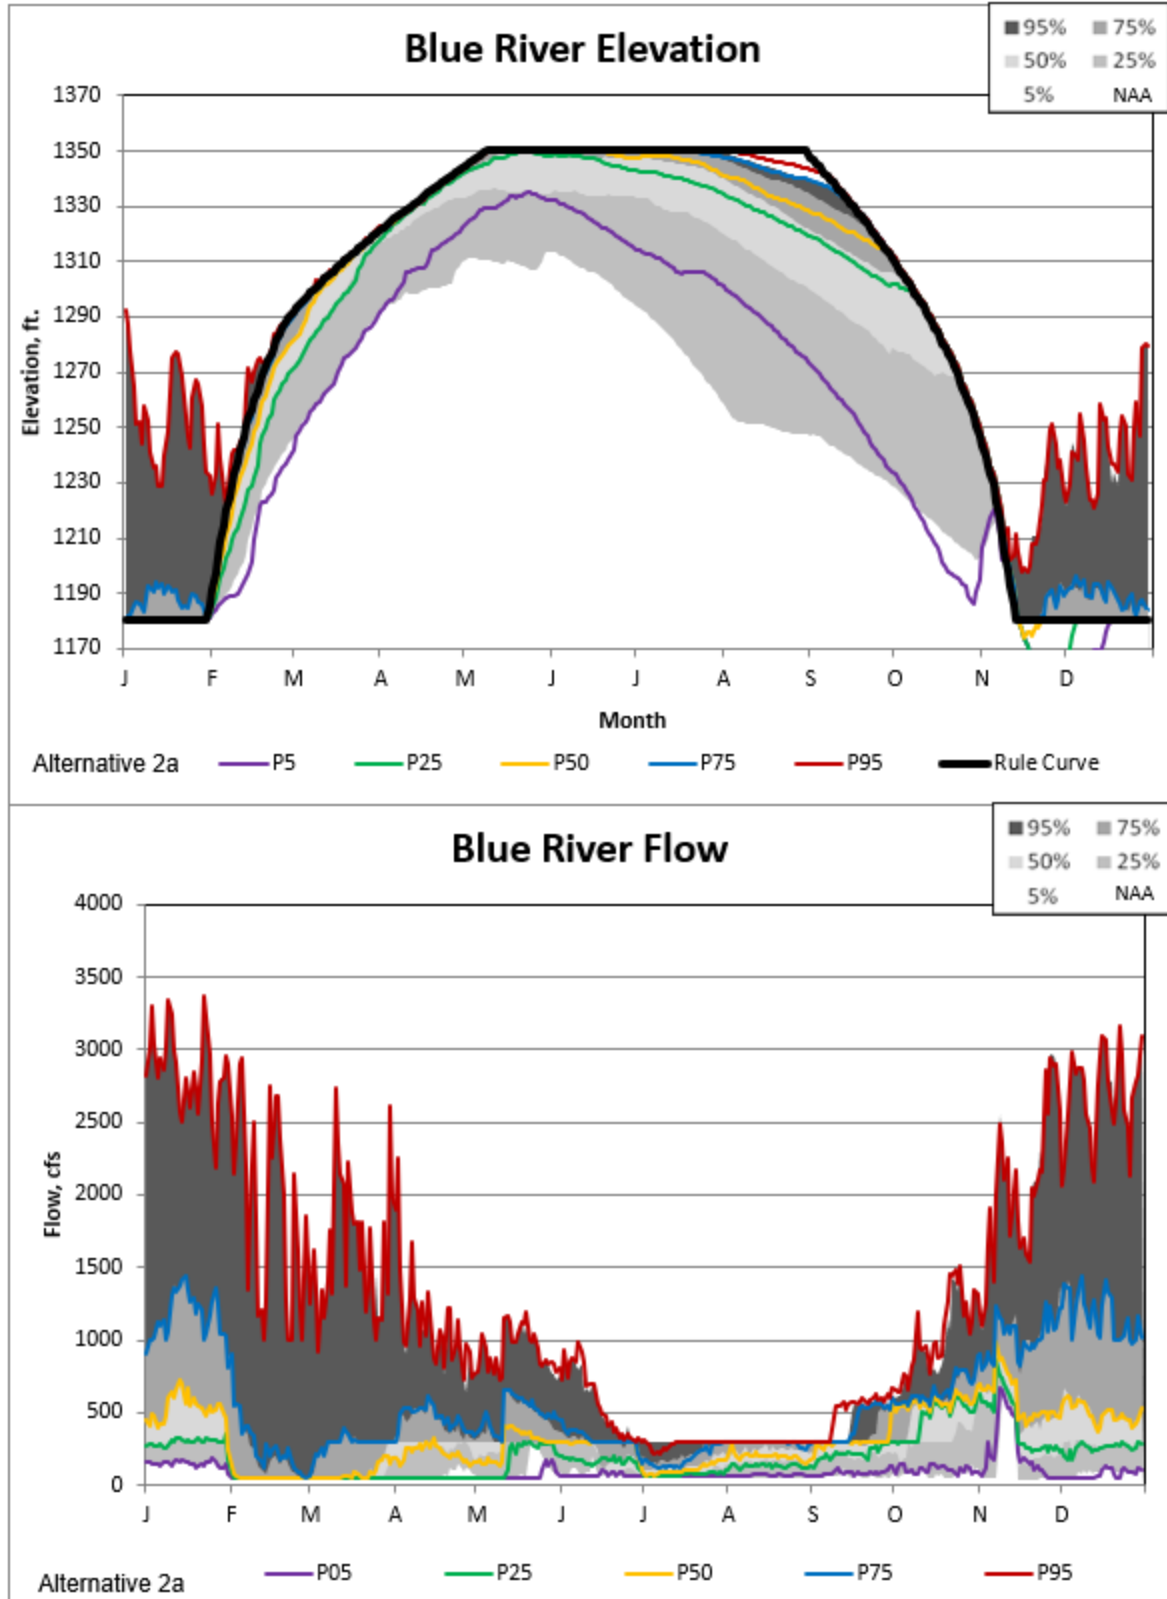 Blue River Elevation
95% 75%
50% 25%
5% NAA
1370
1350
1330
1310
1290
1270
1250
1230
1210
1190
1170
Elevation, ft.
J F M A M J J A S O N D
Month
Alternative 2a P5 P25 P50 P75 P95 Rule Curve
Blue River Flow
95% 75%
50% 25%
5% NAA
4000
3500
3000
2500
2000
1500
1000
500
0
Flow, cfs
J F M A M J J A S O N D
Alternative 2a P05 P25 P50 P75 P95